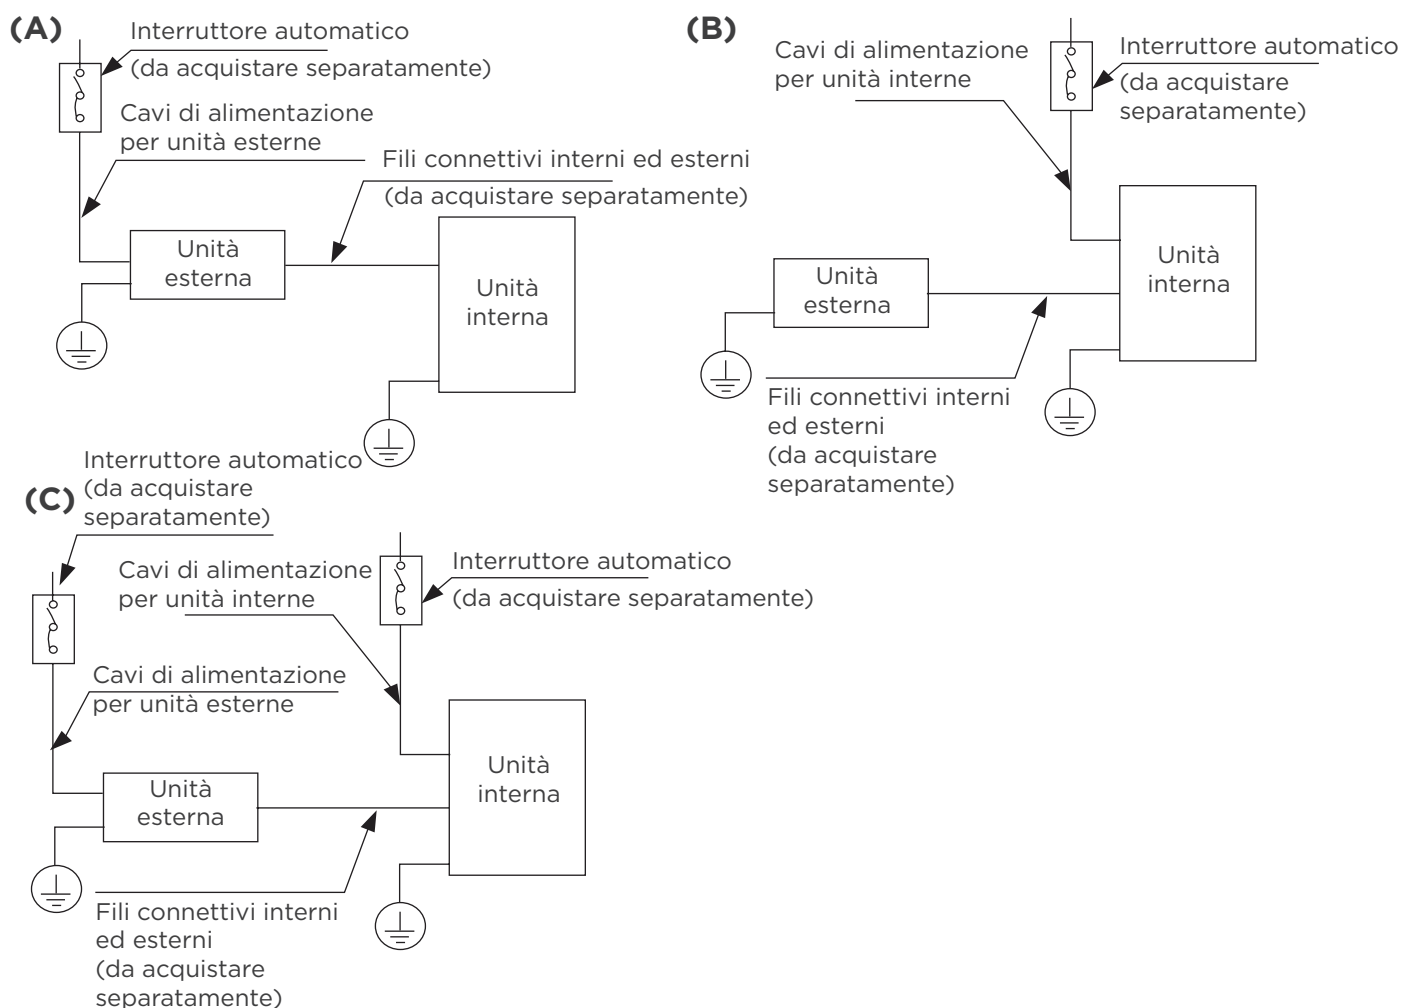 (A)
Interruttore automatico
(da acquistare separatamente)
Cavi di alimentazione
per unità esterne
Fili connettivi interni ed esterni
(da acquistare separatamente)
Unità
esterna
Unità
interna
(B)
Cavi di alimentazione
per unità interne
Interruttore automatico
(da acquistare
separatamente)
Unità
interna
Unità
esterna
Fili connettivi interni
ed esterni
(da acquistare
separatamente)
(C)
Interruttore automatico
(da acquistare
separatamente)
Cavi di alimentazione
per unità interne
Interruttore automatico
(da acquistare separatamente)
Cavi di alimentazione
per unità esterne
Unità
esterna
Unità
interna
Fili connettivi interni
ed esterni
(da acquistare
separatamente)